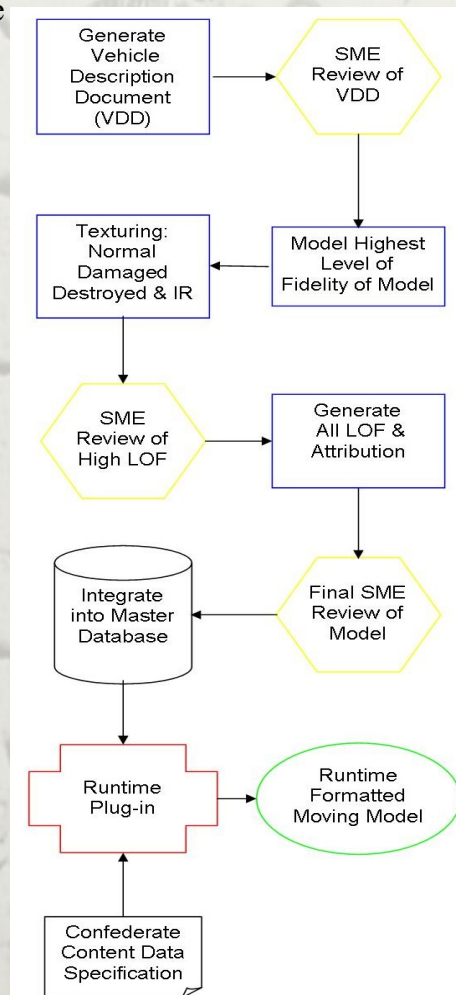 e
Generate
Vehicle
Description
Document
(VDD)
SME
Review of
VDD
Model Highest
Level of
Fidelity of Model
Texturing:
Normal
Damaged
Destroyed & IR
SME
Review of
High LOF
Generate
All LOF &
Attribution
Final SME
Review of
Model
Integrate
into Master
Database
Runtime
Plug-in
Runtime
Formatted
Moving Model
Confederate
Content Data
Specification